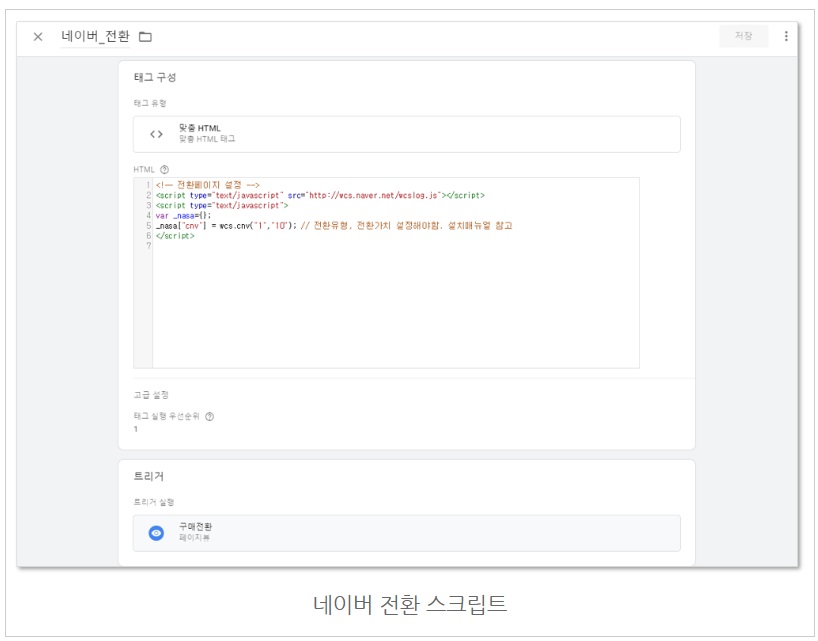 네이버_전환
저장
태그 구성
태그 유형
맞춤 HTML
맞춤 HTML 태그
HTML
1 <!-- 전환페이지 설정 -->
2 <script type="text/javascript" src="http://wcs.naver.net/wcslog.js"></script>
3 <script type="text/javascript">
4 var _nasa={};
5 _nasa["cnv"] = wcs.cnv("1","10"); // 전환유형, 전환가치 설정해야함. 설치매뉴얼 참고
6 </script>
7
고급 설정
태그 실행 우선순위
1
트리거
트리거 실행
구매전환
페이지뷰
네이버 전환 스크립트